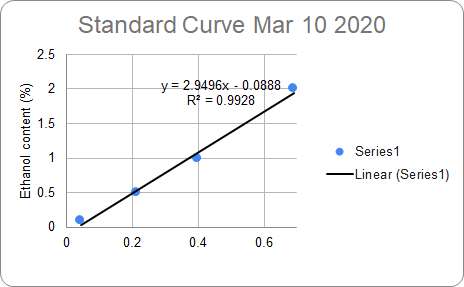 Standard Curve Mar 10 2020
2.5
2
1.5
1
0.5
0
Ethanol content (%)
y = 2.9496x - 0.0888
R² = 0.9928
0
0.2
0.4
0.6
Series1
Linear (Series1)